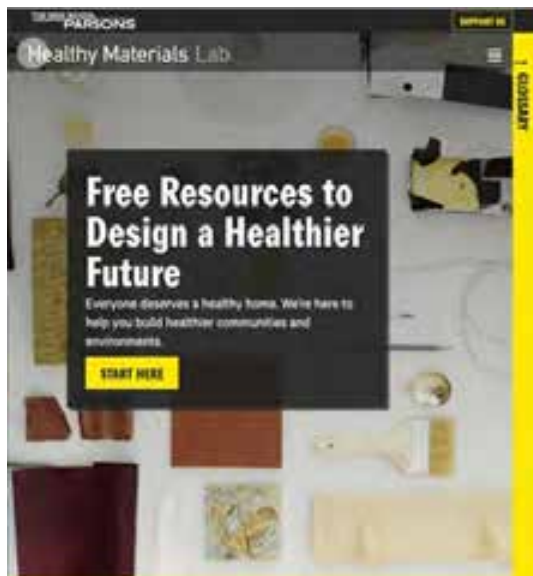 PARSONS
SUPPORT US
Healthy Materials Lab
GLOSSARY
Free Resources to
Design a Healthier
Future
Everyone deserves a healthy home. We're here to
help you build healthier communities and
environments.
START HERE